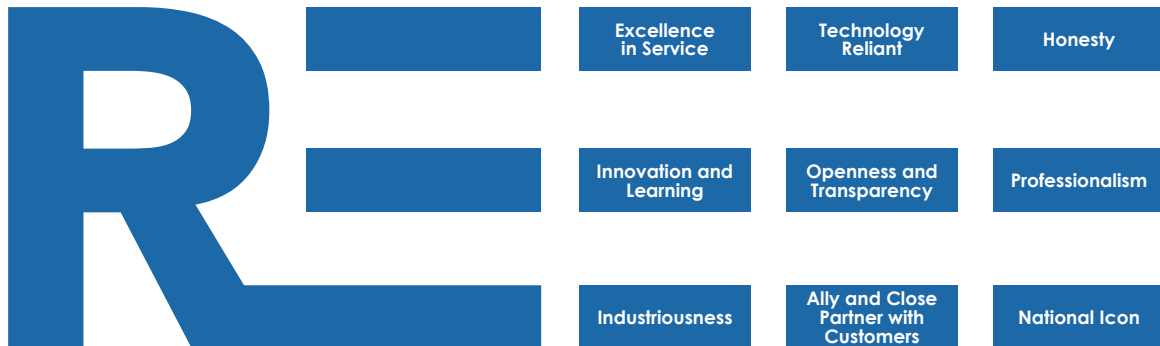 RE
Excellence
in Service
Technology
Reliant
Honesty
Innovation and
Learning
Openness and
Transparency
Professionalism
Industriousness
Ally and Close
Partner with
Customers
National Icon